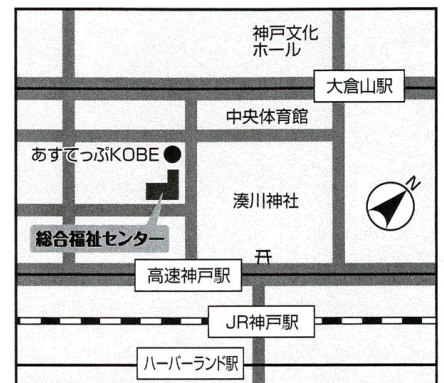 神戸文化
ホール
大倉山駅
中央体育館
あすてっぷKOBE
湊川神社
N
総合福祉センター
高速神戸駅
JR神戸駅
ハーバーランド駅